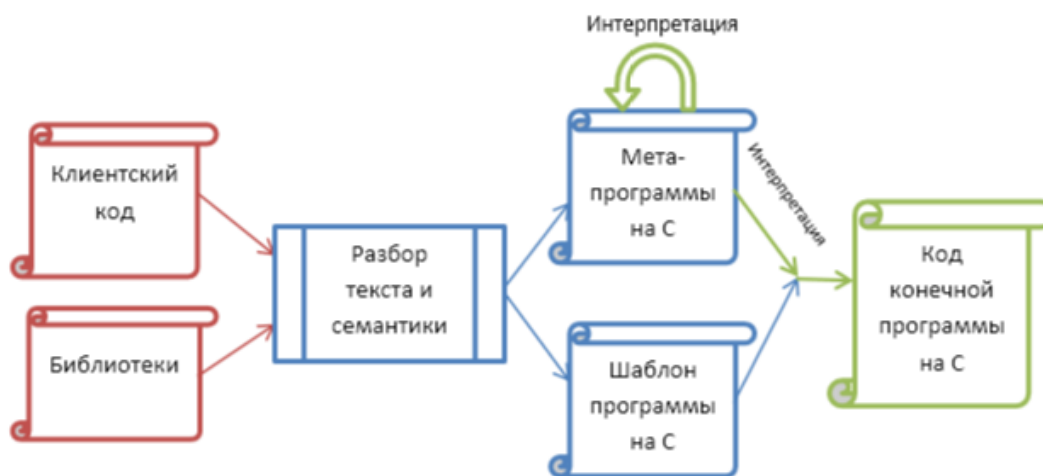 Интерпретация
Клиентский
код
Библиотеки
Разбор
текста и
семантики
Мета-
программы
на С
Интерпретация
Шаблон
программы
на С
Код
конечной
программы
на С